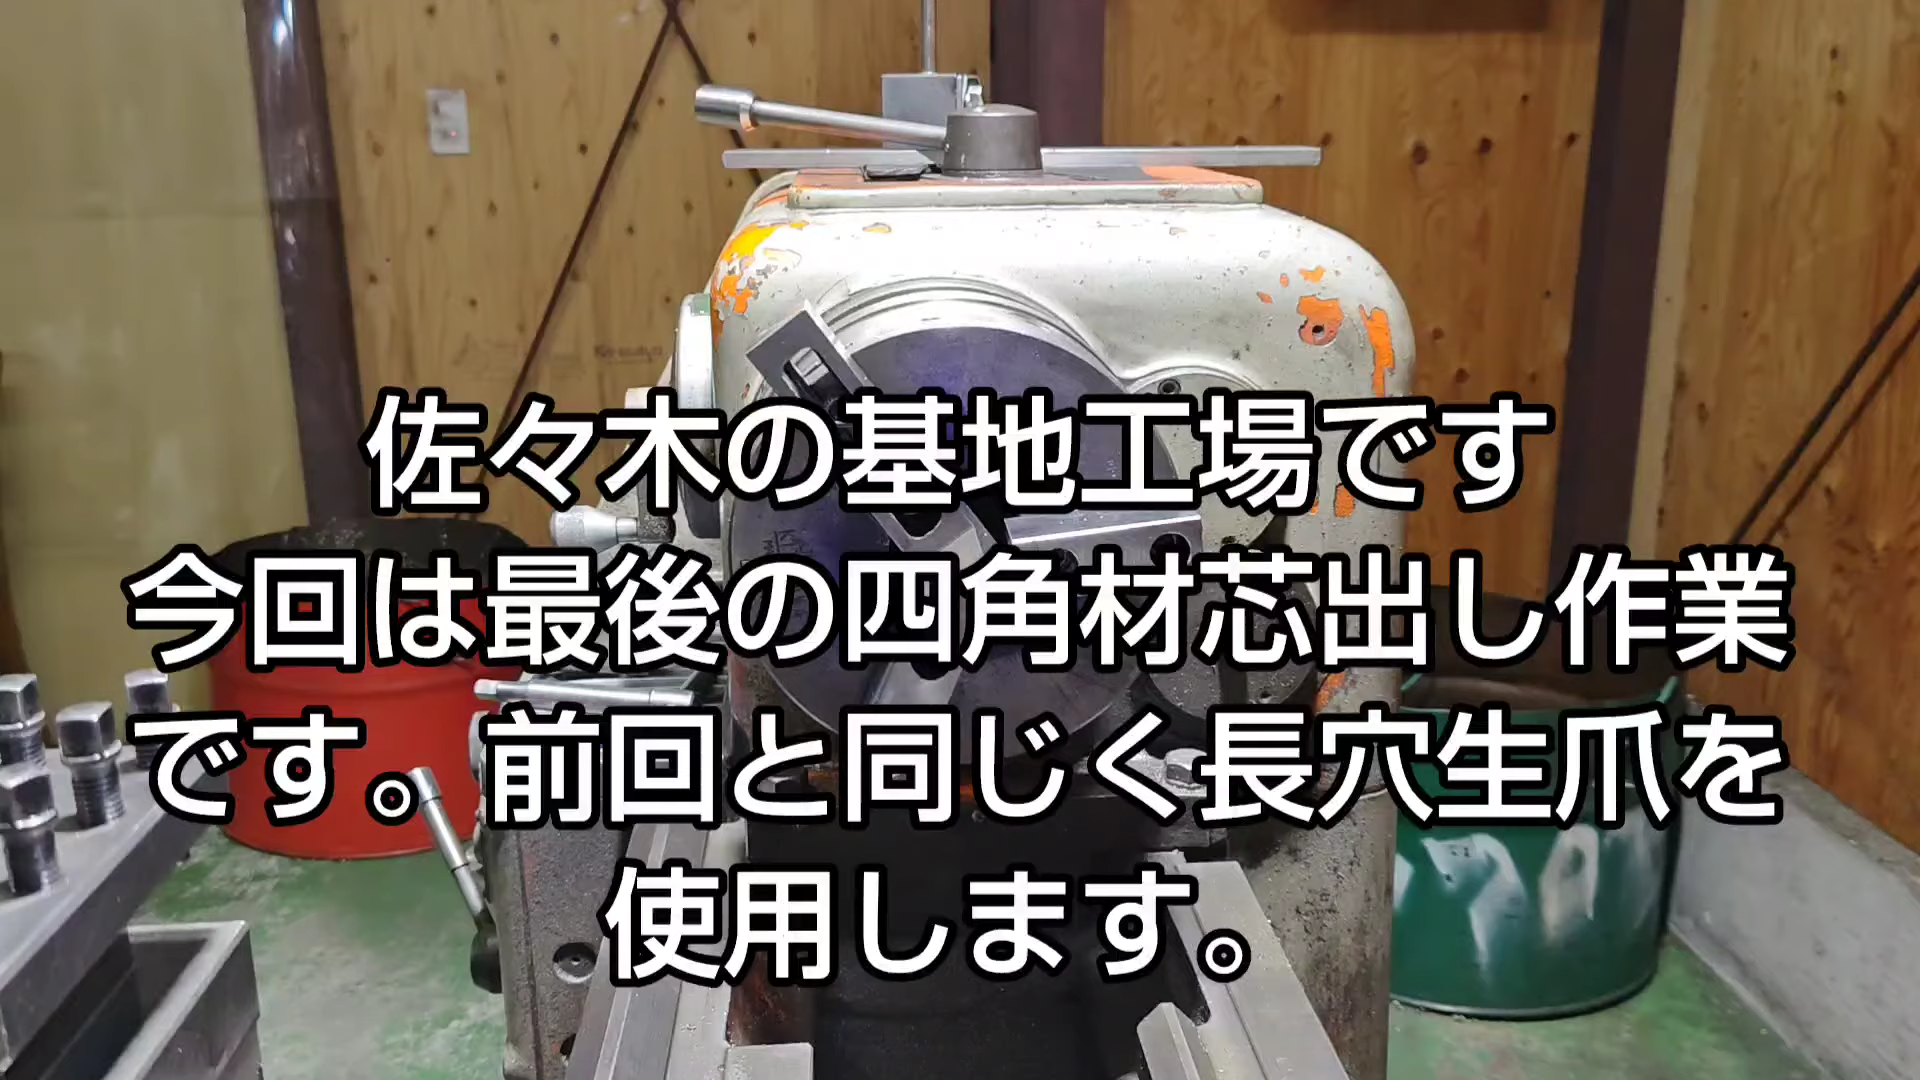 佐々木の基地工場です
今回は最後の四角材芯出し作業
です。前回と同じく長穴生爪を
使用します。